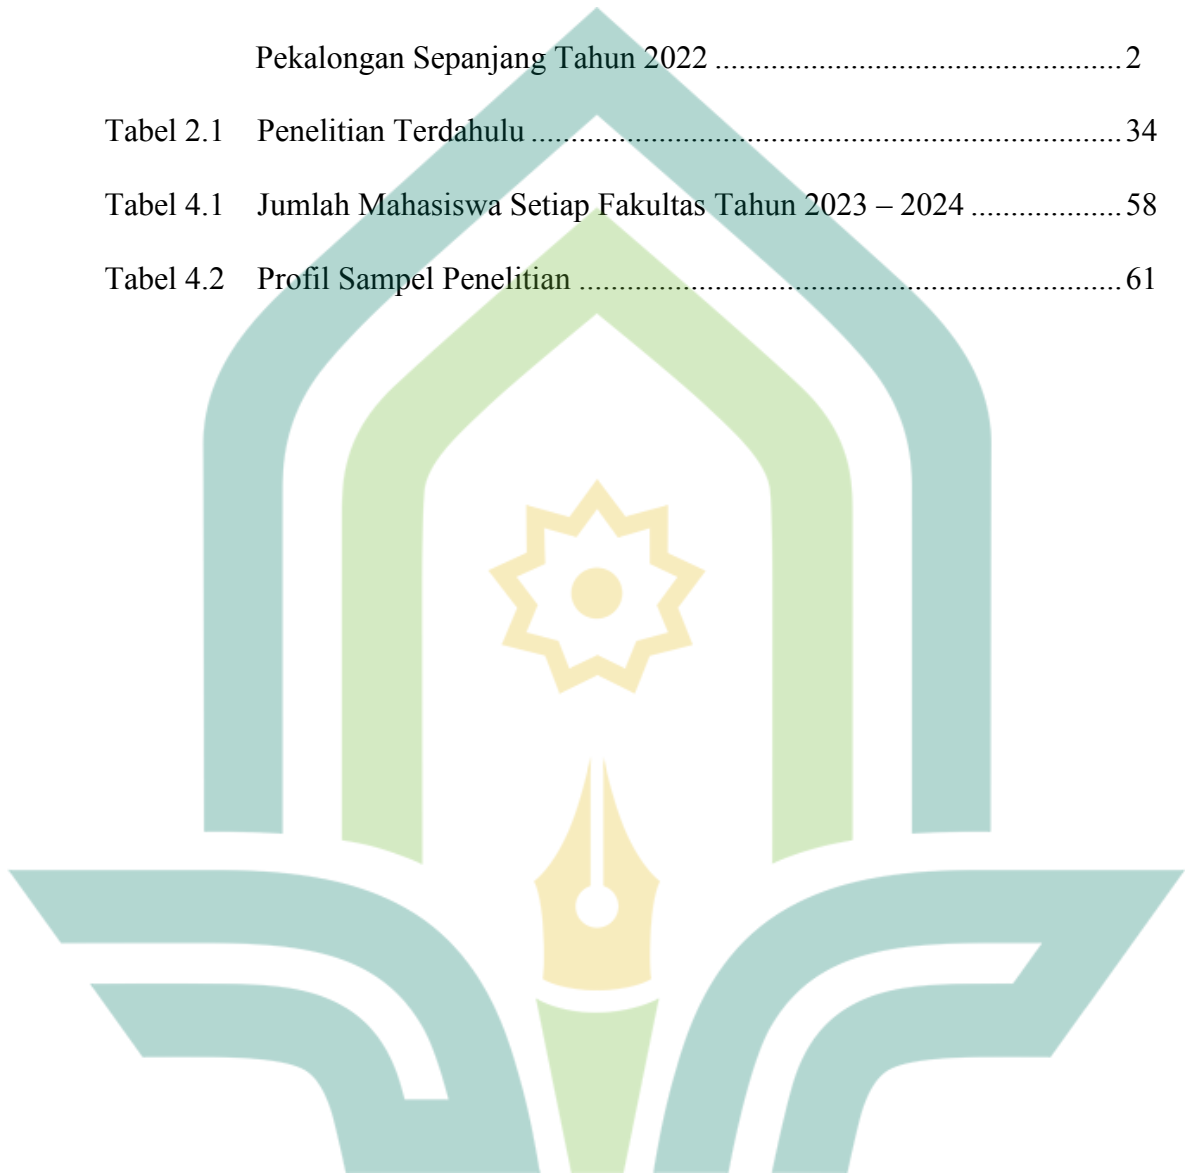 Pekalongan Sepanjang Tahun 2022 ........................................... 2
Tabel 2.1 Penelitian Terdahulu ............................................................... 34
Tabel 4.1 Jumlah Mahasiswa Setiap Fakultas Tahun 2023 – 2024 ................ 58
Tabel 4.2 Profil Sampel Penelitian .......................................................... 61